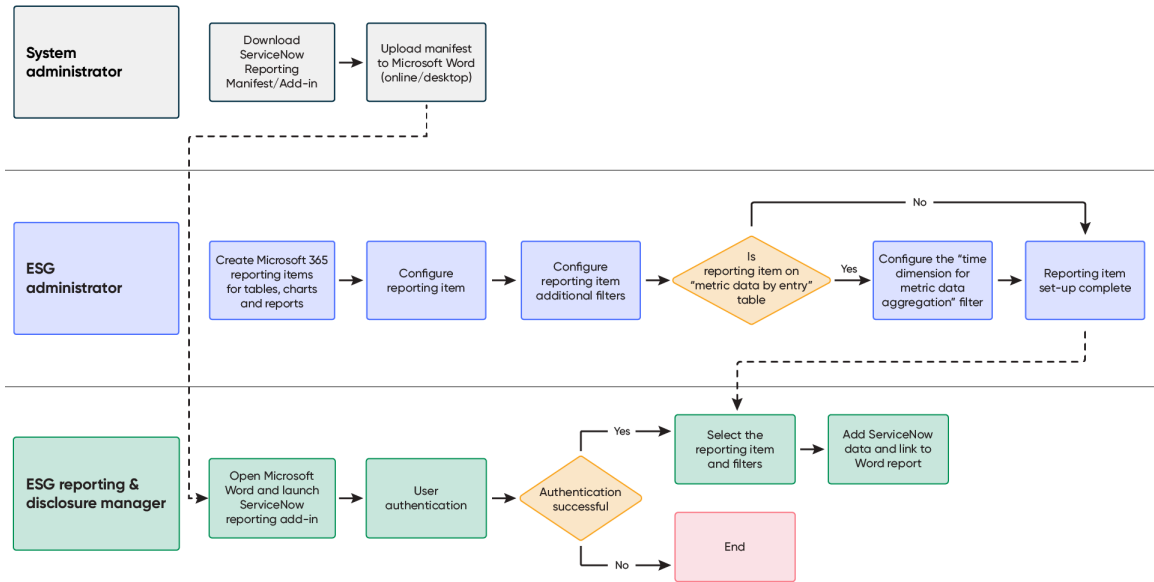 System
administrator
Download
ServiceNow
Reporting
Manifest/Add-in
Upload manifest
to Microsoft Word
(online/desktop)
No
ESG
administrator
Create Microsoft 365
reporting items
for tables, charts
and reports
Configure
reporting item
Configure
reporting item
additional filters
Is
reporting item on
“metric data by entry”
table
Yes
Configure the “time
dimension for
metric data
aggregation” filter
Reporting item
set-up complete
ESG reporting &
disclosure manager
Open Microsoft
Word and launch
ServiceNow
reporting add-in
User
authentication
Authentication
successful
Yes
Select the
reporting item
and filters
Add ServiceNow
data and link to
Word report
No
End